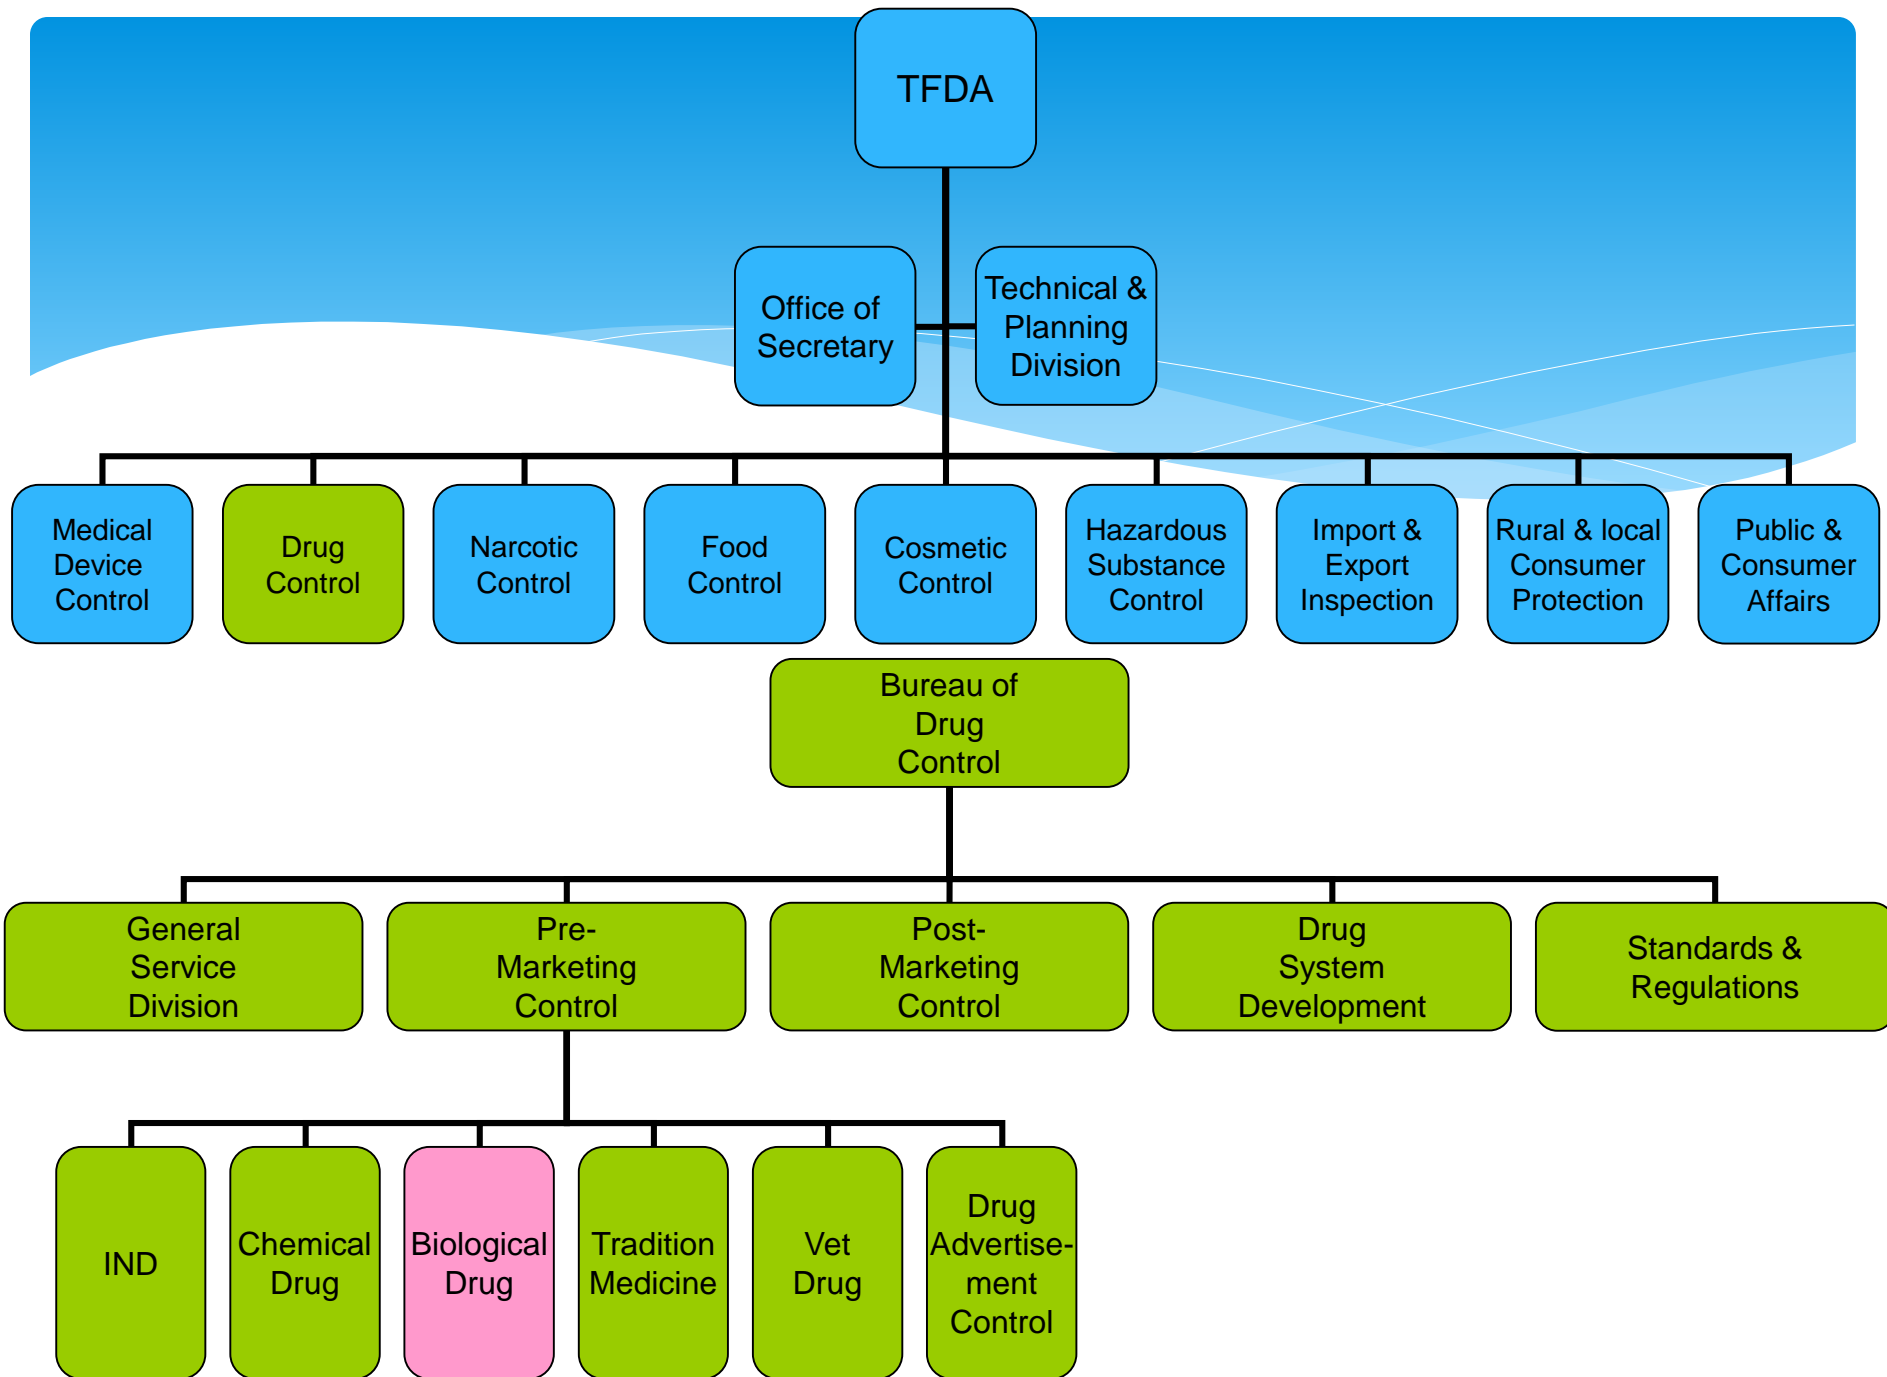 TFDA
Office of
Secretary
Technical &
Planning
Division
Medical
Device
Control
Drug
Control
Narcotic
Control
Food
Control
Cosmetic
Control
Hazardous
Substance
Control
Import &
Export
Inspection
Rural & local
Consumer
Protection
Public &
Consumer
Affairs
Bureau of
Drug
Control
General
Service
Division
Pre-
Marketing
Control
Post-
Marketing
Control
Drug
System
Development
Standards &
Regulations
IND
Chemical
Drug
Biological
Drug
Tradition
Medicine
Vet
Drug
Drug
Advertise-
ment
Control